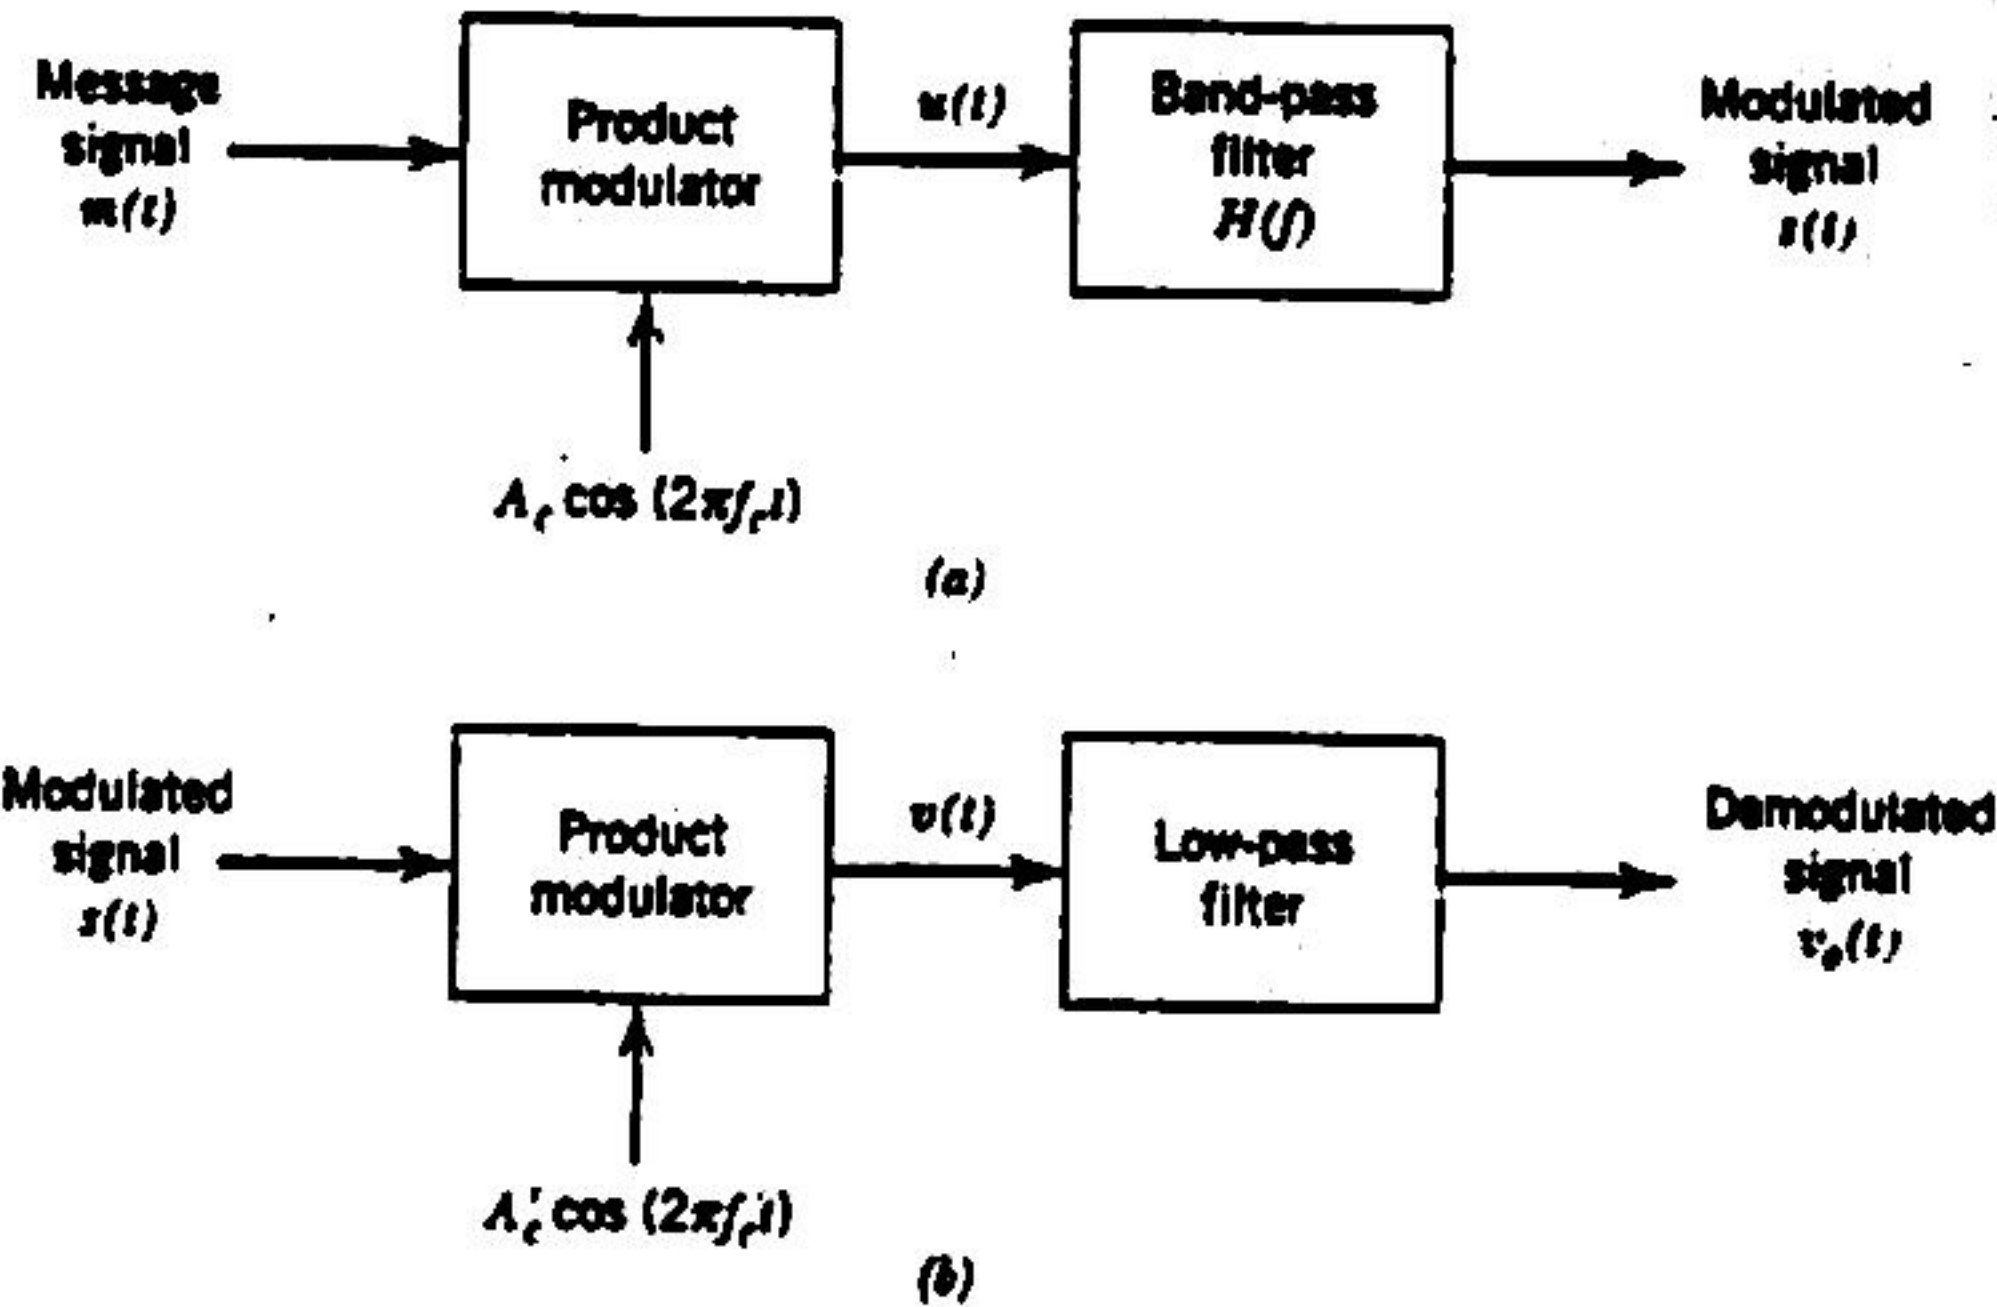 Message
signal
m(t)
Product
modulator
u(t)
Band-pass
filter
H(f)
Modulated
signal
s(t)
A_c cos (2πf_c t)
(a)
Modulated
signal
s(t)
Product
modulator
v(t)
Low-pass
filter
Demodulated
signal
v_o(t)
A'_c cos (2πf_c t)
(b)